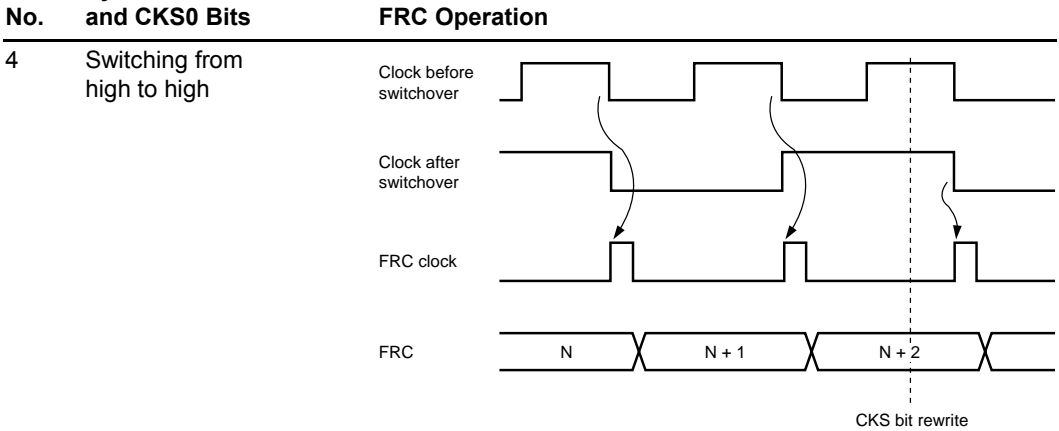 No. and CKS0 Bits FRC Operation
4 Switching from
high to high
Clock before
switchover
Clock after
switchover
FRC clock
FRC N N + 1 N + 2
CKS bit rewrite